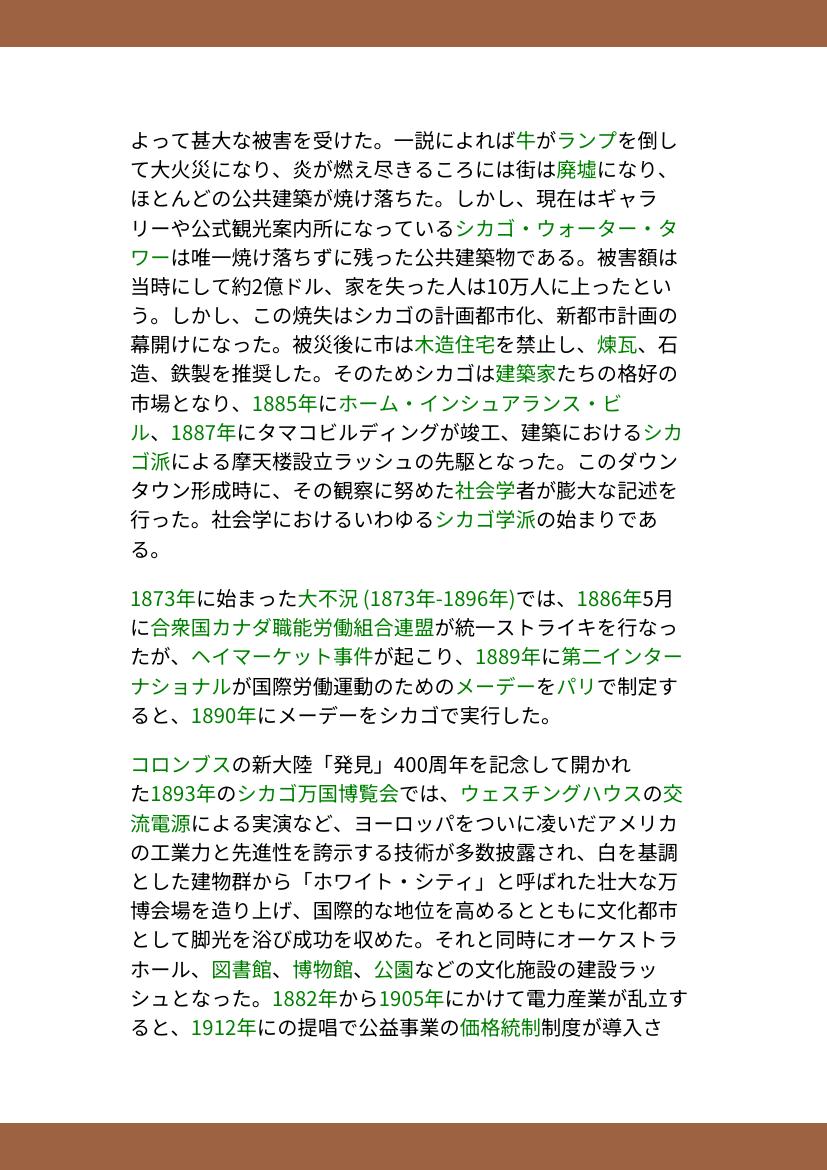 よって甚大な被害を受けた。一説によれば牛がランプを倒し
て大火災になり、炎が燃え尽きるころには街は廃墟になり、
ほとんどの公共建築が焼け落ちた。しかし、現在はギャラ
リーや公式観光案内所になっているシカゴ・ウォーター・タ
ワーは唯一焼け落ちずに残った公共建築物である。被害額は
当時にして約2億ドル、家を失った人は10万人に上ったとい
う。しかし、この焼失はシカゴの計画都市化、新都市計画の
幕開けになった。被災後に市は木造住宅を禁止し、煉瓦、石
造、鉄製を推奨した。そのためシカゴは建築家たちの格好の
市場となり、1885年にホーム・インシュアランス・ビ
ル、1887年にタマコビルディングが竣工、建築におけるシカ
ゴ派による摩天楼設立ラッシュの先駆となった。このダウン
タウン形成時に、その観察に努めた社会学者が膨大な記述を
行った。社会学におけるいわゆるシカゴ学派の始まりであ
る。
1873年に始まった大不況 (1873年-1896年)では、1886年5月
に合衆国カナダ職能労働組合連盟が統一ストライキを行なっ
たが、ヘイマーケット事件が起こり、1889年に第二インター
ナショナルが国際労働運動のためのメーデーをパリで制定す
ると、1890年にメーデーをシカゴで実行した。
コロンブスの新大陸「発見」400周年を記念して開かれ
た1893年のシカゴ万国博覧会では、ウェスチングハウスの交
流電源による実演など、ヨーロッパをついに凌いだアメリカ
の工業力と先進性を誇示する技術が多数披露され、白を基調
とした建物群から「ホワイト・シティ」と呼ばれた壮大な万
博会場を造り上げ、国際的な地位を高めるとともに文化都市
として脚光を浴び成功を収めた。それと同時にオーケストラ
ホール、図書館、博物館、公園などの文化施設の建設ラッ
シュとなった。1882年から1905年にかけて電力産業が乱立す
ると、1912年にの提唱で公益事業の価格統制制度が導入さ